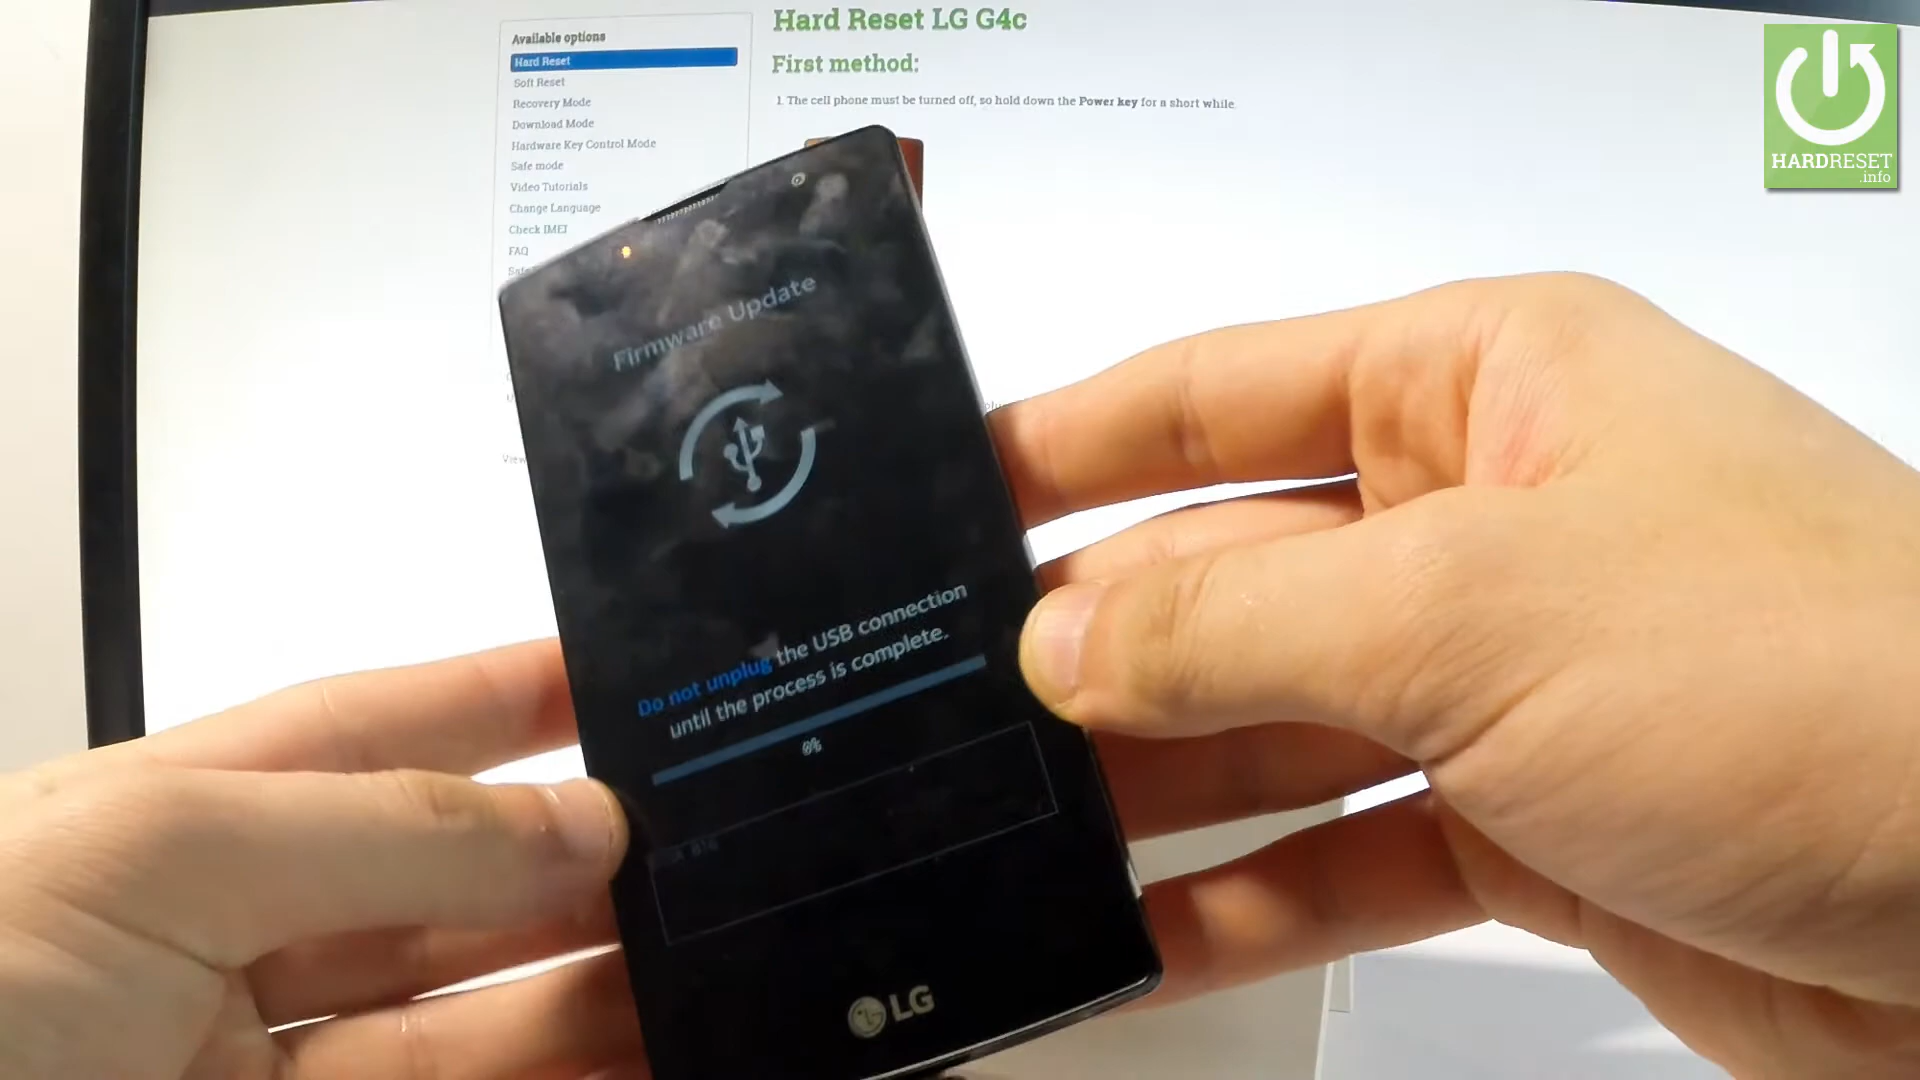 Hard Reset LG G4c
Available options
First method:
Hard Reset
Soft Reset
1. The cell phone must be turned off, so hold down the Power key for a short while.
Recovery Mode
Download Mode
Hardware Key Control Mode
Safe mode
Video Tutorials
Change Language
Check IMEI
FAQ
HARDRESET
.info
Firmware Update
Do not unplug the USB connection
until the process is complete.
0%
LG